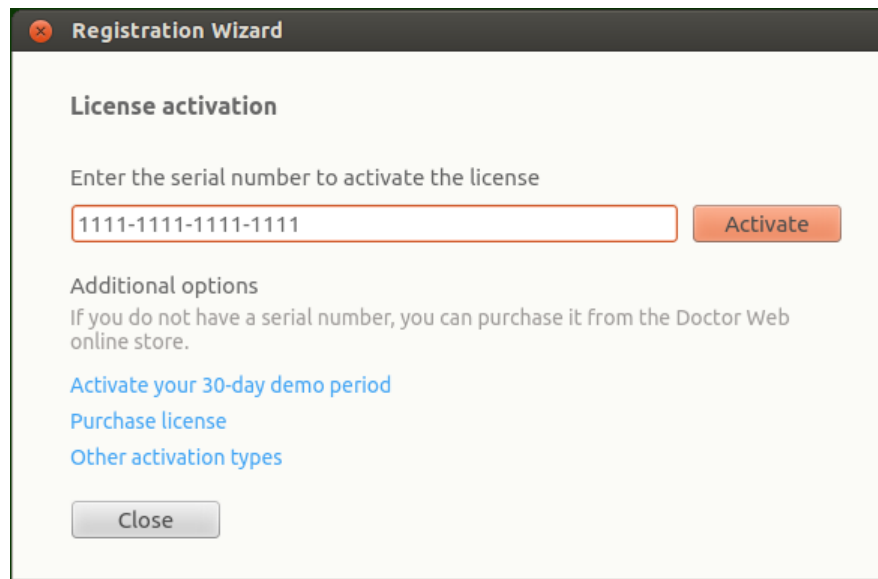 Registration Wizard
License activation
Enter the serial number to activate the license
1111-1111-1111-1111
Activate
Additional options
If you do not have a serial number, you can purchase it from the Doctor Web
online store.
Activate your 30-day demo period
Purchase license
Other activation types
Close